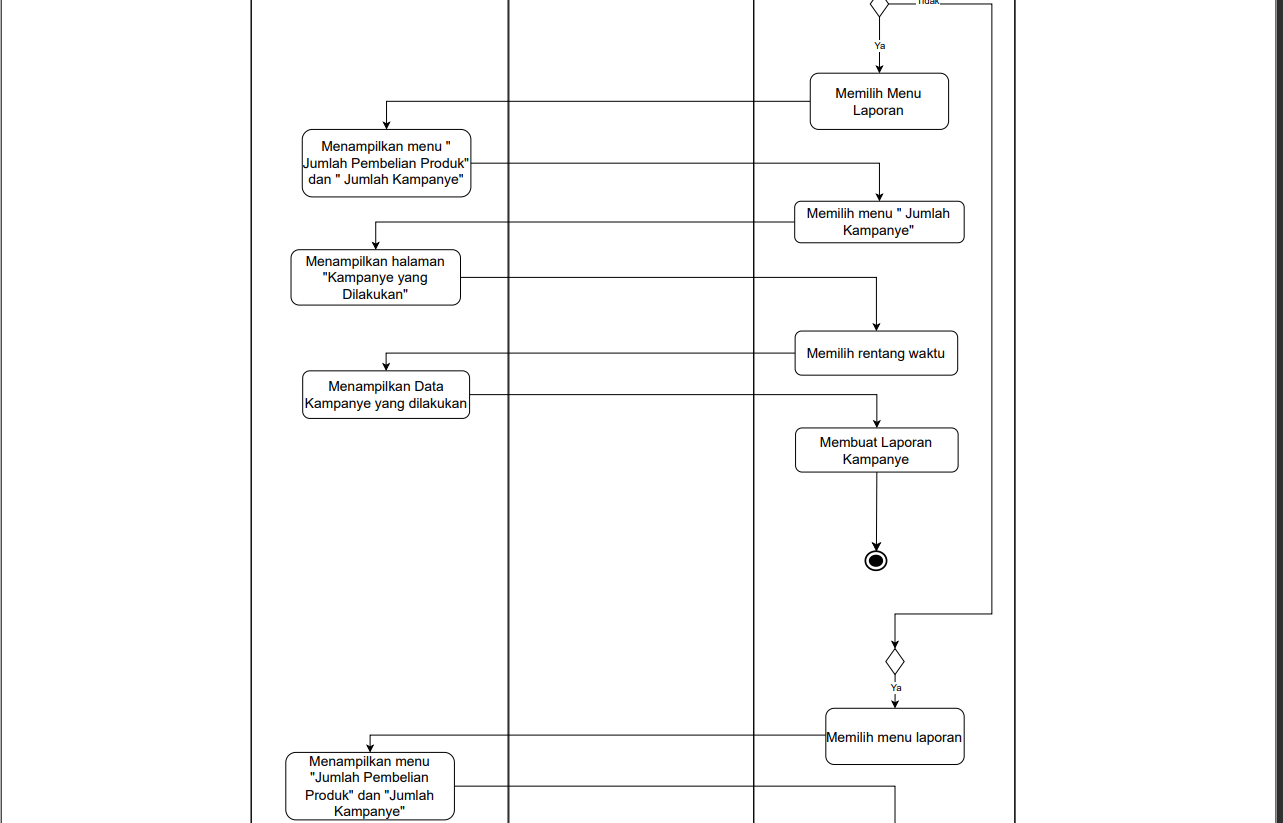 Tidak
Ya
Memilih Menu
Laporan
Menampilkan menu "
Jumlah Pembelian Produk"
dan " Jumlah Kampanye"
Memilih menu " Jumlah
Kampanye"
Menampilkan halaman
"Kampanye yang
Dilakukan"
Memilih rentang waktu
Menampilkan Data
Kampanye yang dilakukan
Membuat Laporan
Kampanye
Ya
Memilih menu laporan
Menampilkan menu
"Jumlah Pembelian
Produk" dan "Jumlah
Kampanye"